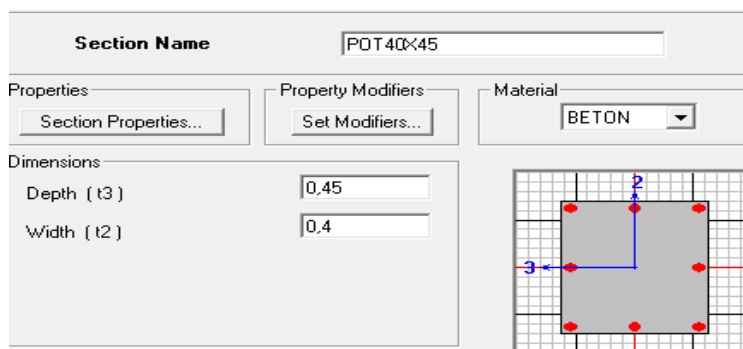 Section Name POT40X45
Properties Property Modifiers Material
Section Properties... Set Modifiers... BETON
Dimensions
Depth (t3) 0,45
Width (t2) 0,4
2
3